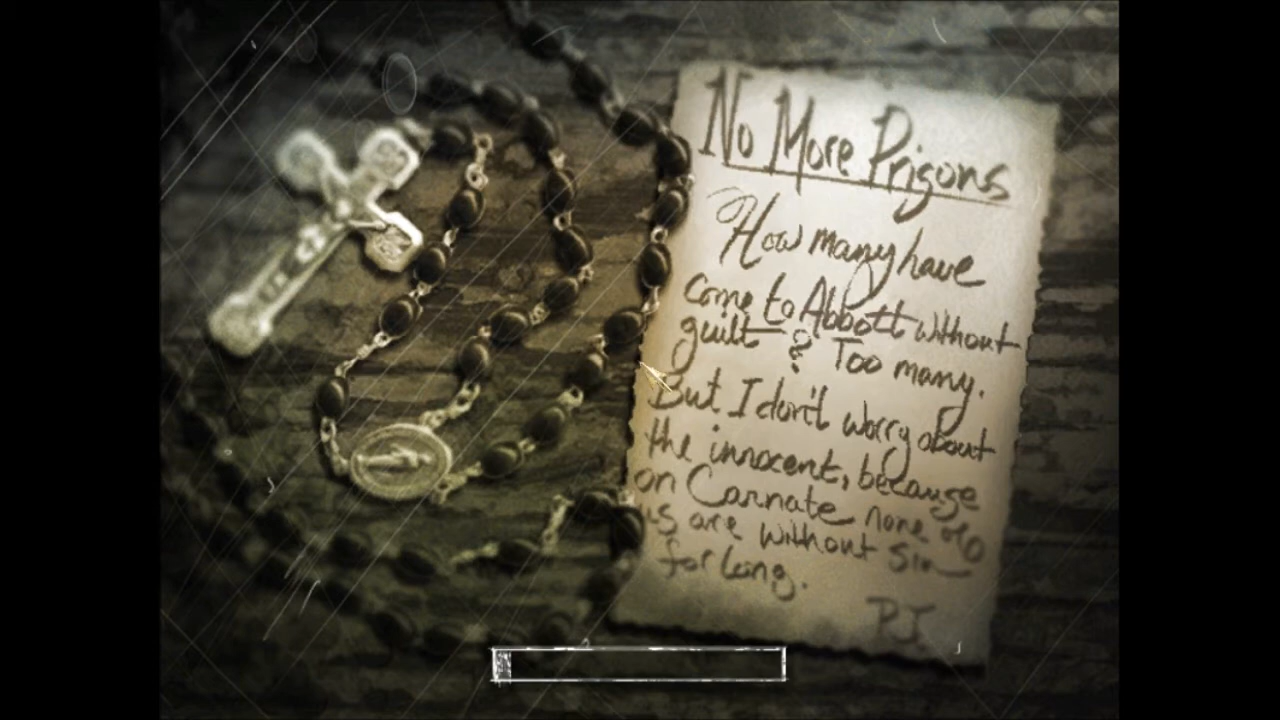 No More Prisons
How many have
come to Abbott without
guilt? Too many.
But I don't worry about
the innocent, because
on Carnate none of
us are without sin
for long.
P.J.